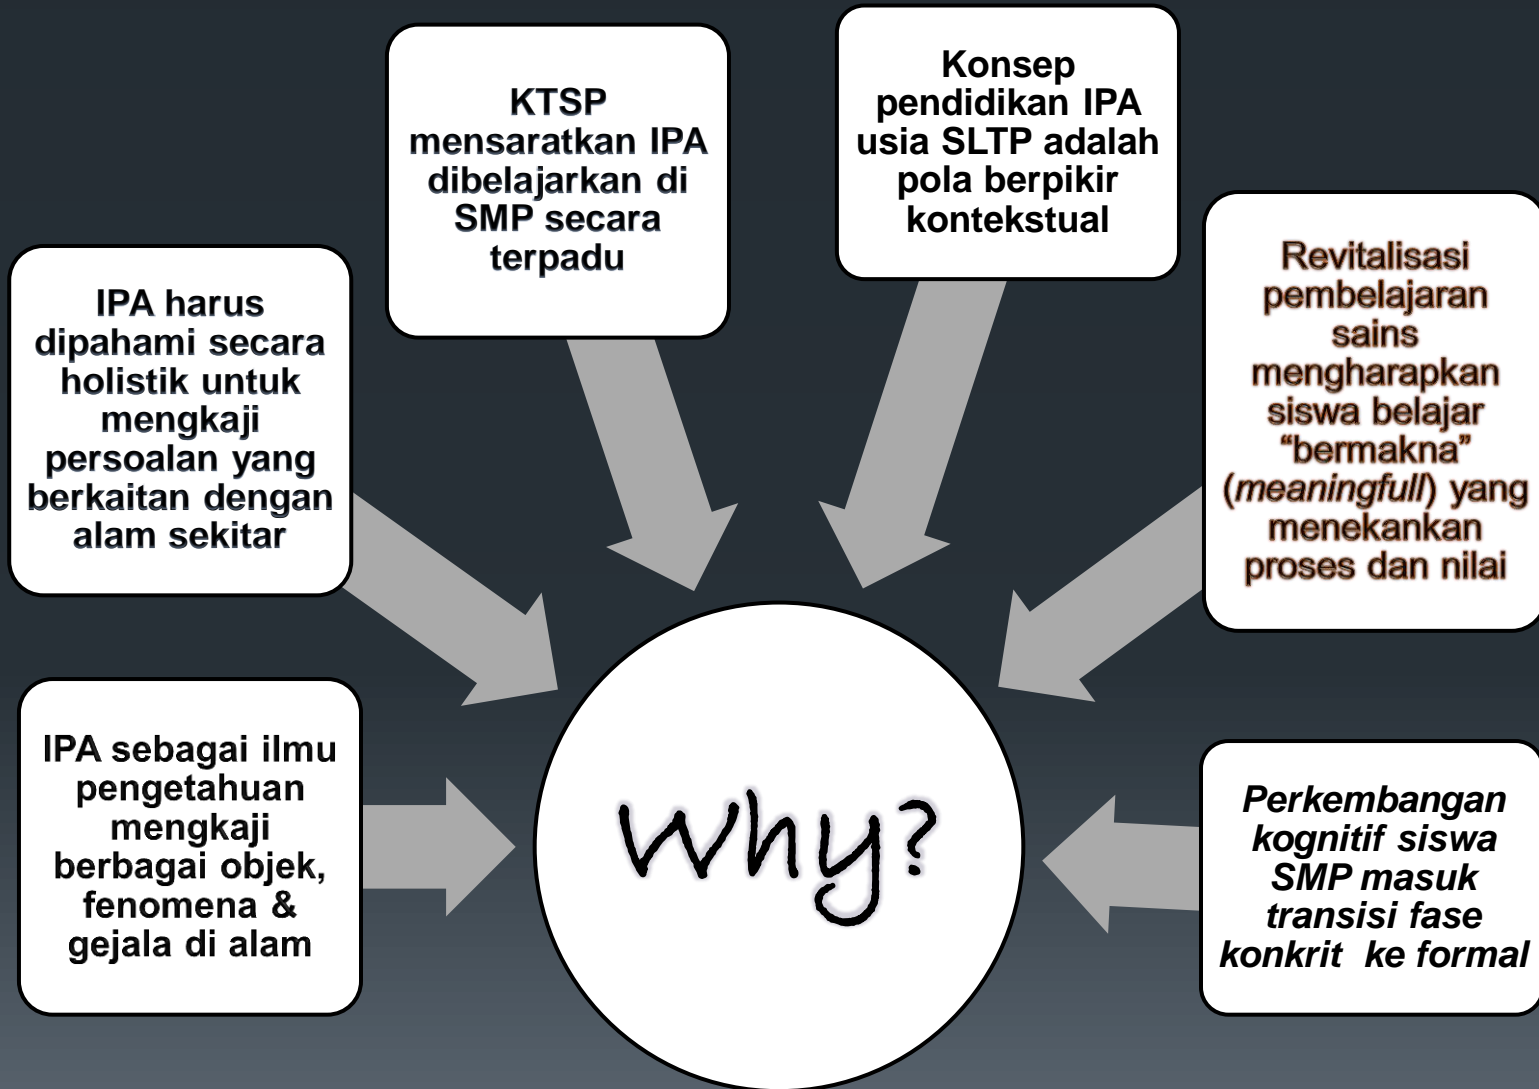 KTSP
mensaratkan IPA
dibelajarkan di
SMP secara
terpadu
Konsep
pendidikan IPA
usia SLTP adalah
pola berpikir
kontekstual
IPA harus
dipahami secara
holistik untuk
mengkaji
persoalan yang
berkaitan dengan
alam sekitar
Revitalisasi
pembelajaran
sains
mengharapkan
siswa belajar
“bermakna”
(meaningfull) yang
menekankan
proses dan nilai
IPA sebagai ilmu
pengetahuan
mengkaji
berbagai objek,
fenomena &
gejala di alam
Why?
Perkembangan
kognitif siswa
SMP masuk
transisi fase
konkrit ke formal